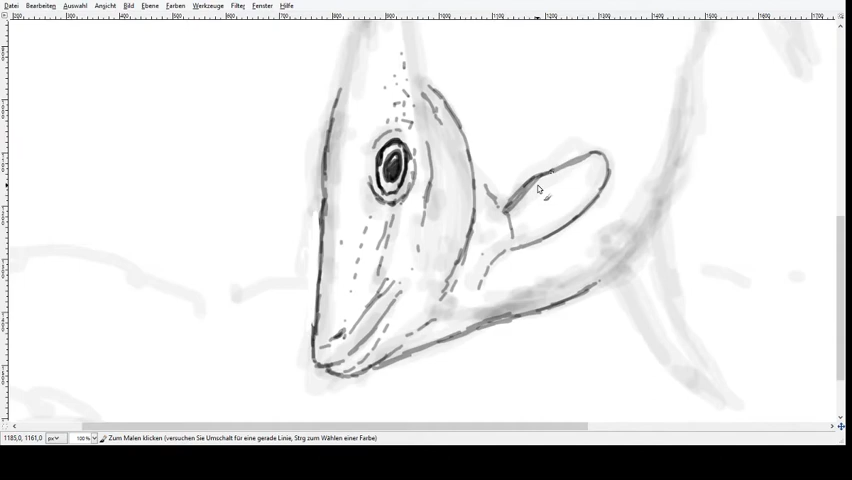 Datei Bearbeiten Auswahl Ansicht Bild Ebene Farben Werkzeuge Filter Fenster Hilfe
1185,0, 1161,0 px 100 % Zum Malen klicken (versuchen Sie Umschalt für eine gerade Linie, Strg zum Wählen einer Farbe)